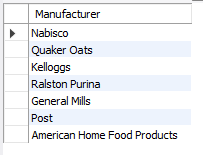 Manufacturer
Nabisco
Quaker Oats
Kelloggs
Ralston Purina
General Mills
Post
American Home Food Products